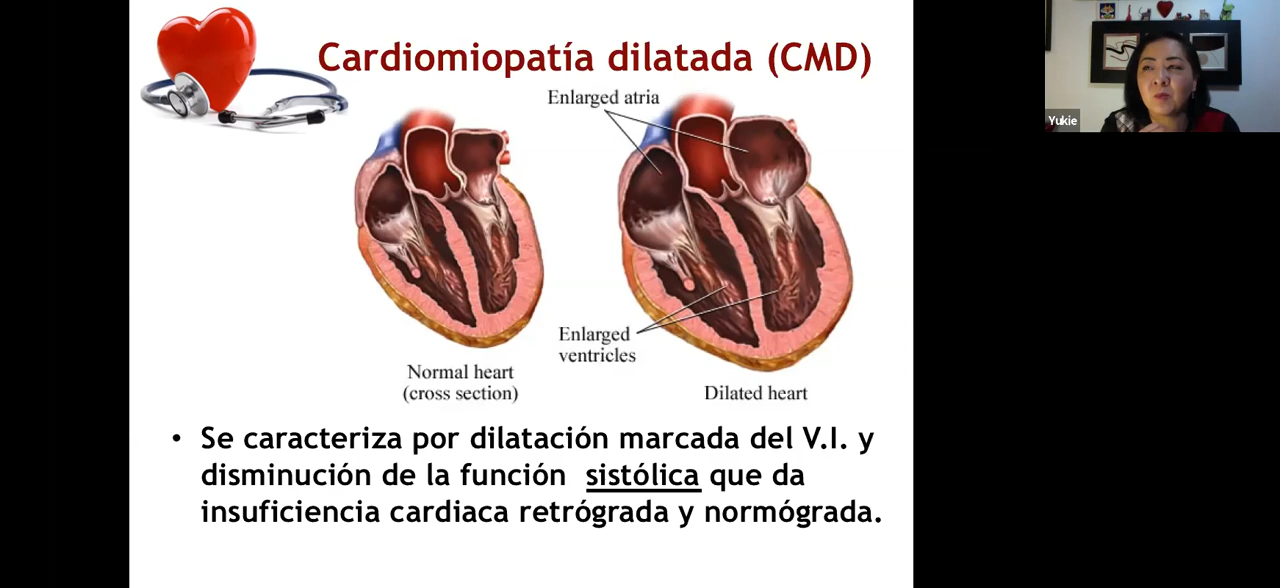 Cardiomiopatía dilatada (CMD)
Enlarged atria
Enlarged
ventricles
Normal heart
(cross section)
Dilated heart
• Se caracteriza por dilatación marcada del V.I. y
disminución de la función sistólica que da
insuficiencia cardiaca retrógrada y normógrada.
Yukie